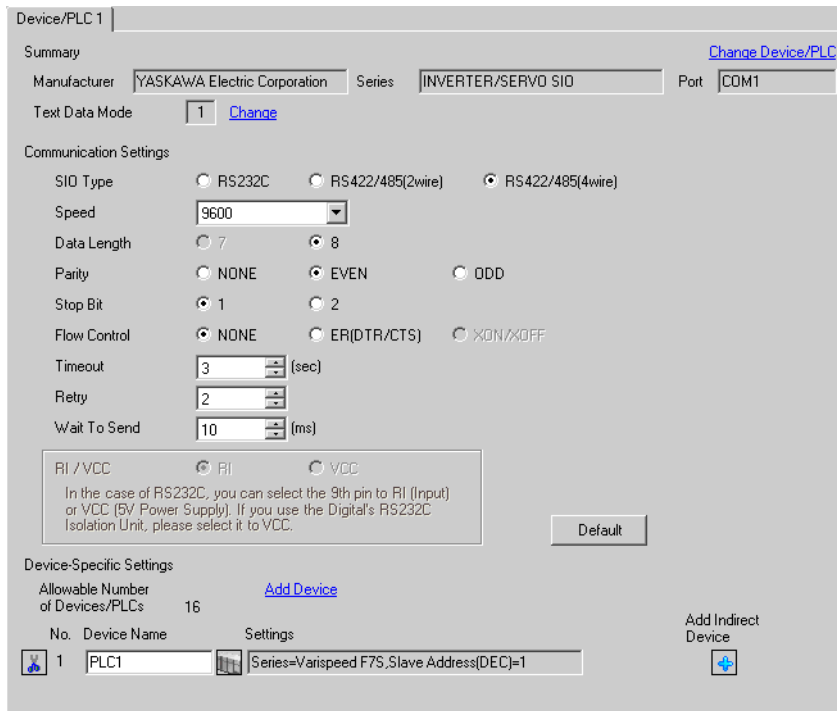 Device/PLC 1
Summary
Change Device/PLC
Manufacturer YASKAWA Electric Corporation Series INVERTER/SERVO SIO Port COM1
Text Data Mode 1 Change
Communication Settings
SIO Type RS232C RS422/485(2wire) RS422/485(4wire)
Speed 9600
Data Length 7 8
Parity NONE EVEN ODD
Stop Bit 1 2
Flow Control NONE ER(DTR/CTS) XON/XOFF
Timeout 3 (sec)
Retry 2
Wait To Send 10 (ms)
RI / VCC RI VCC
In the case of RS232C, you can select the 9th pin to RI (Input)
or VCC (5V Power Supply). If you use the Digital's RS232C
Isolation Unit, please select it to VCC.
Default
Device-Specific Settings
Allowable Number Add Device
of Devices/PLCs 16
Add Indirect
Device
No. Device Name Settings
1 PLC1 Series=Varispeed F7S,Slave Address(DEC)=1